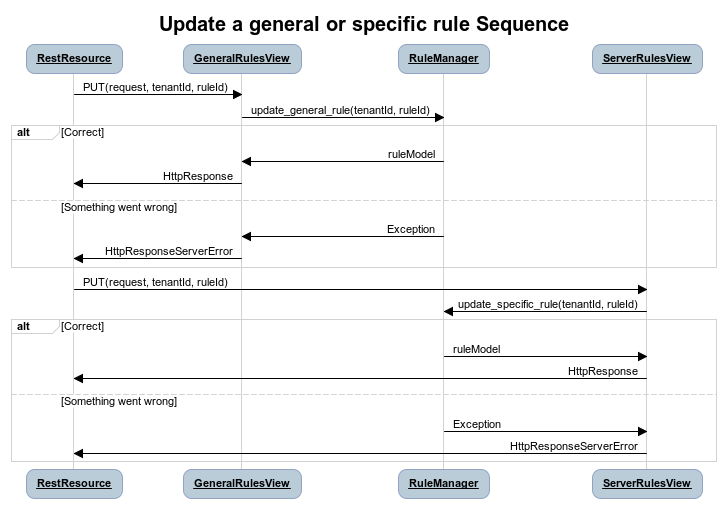 Update a general or specific rule Sequence
RestResource GeneralRulesView RuleManager ServerRulesView
PUT(request, tenantId, ruleId)
update_general_rule(tenantId, ruleId)
alt [Correct]
ruleModel
HttpResponse
[Something went wrong]
Exception
HttpResponseServerError
PUT(request, tenantId, ruleId)
update_specific_rule(tenantId, ruleId)
alt [Correct]
ruleModel
HttpResponse
[Something went wrong]
Exception
HttpResponseServerError
RestResource GeneralRulesView RuleManager ServerRulesView